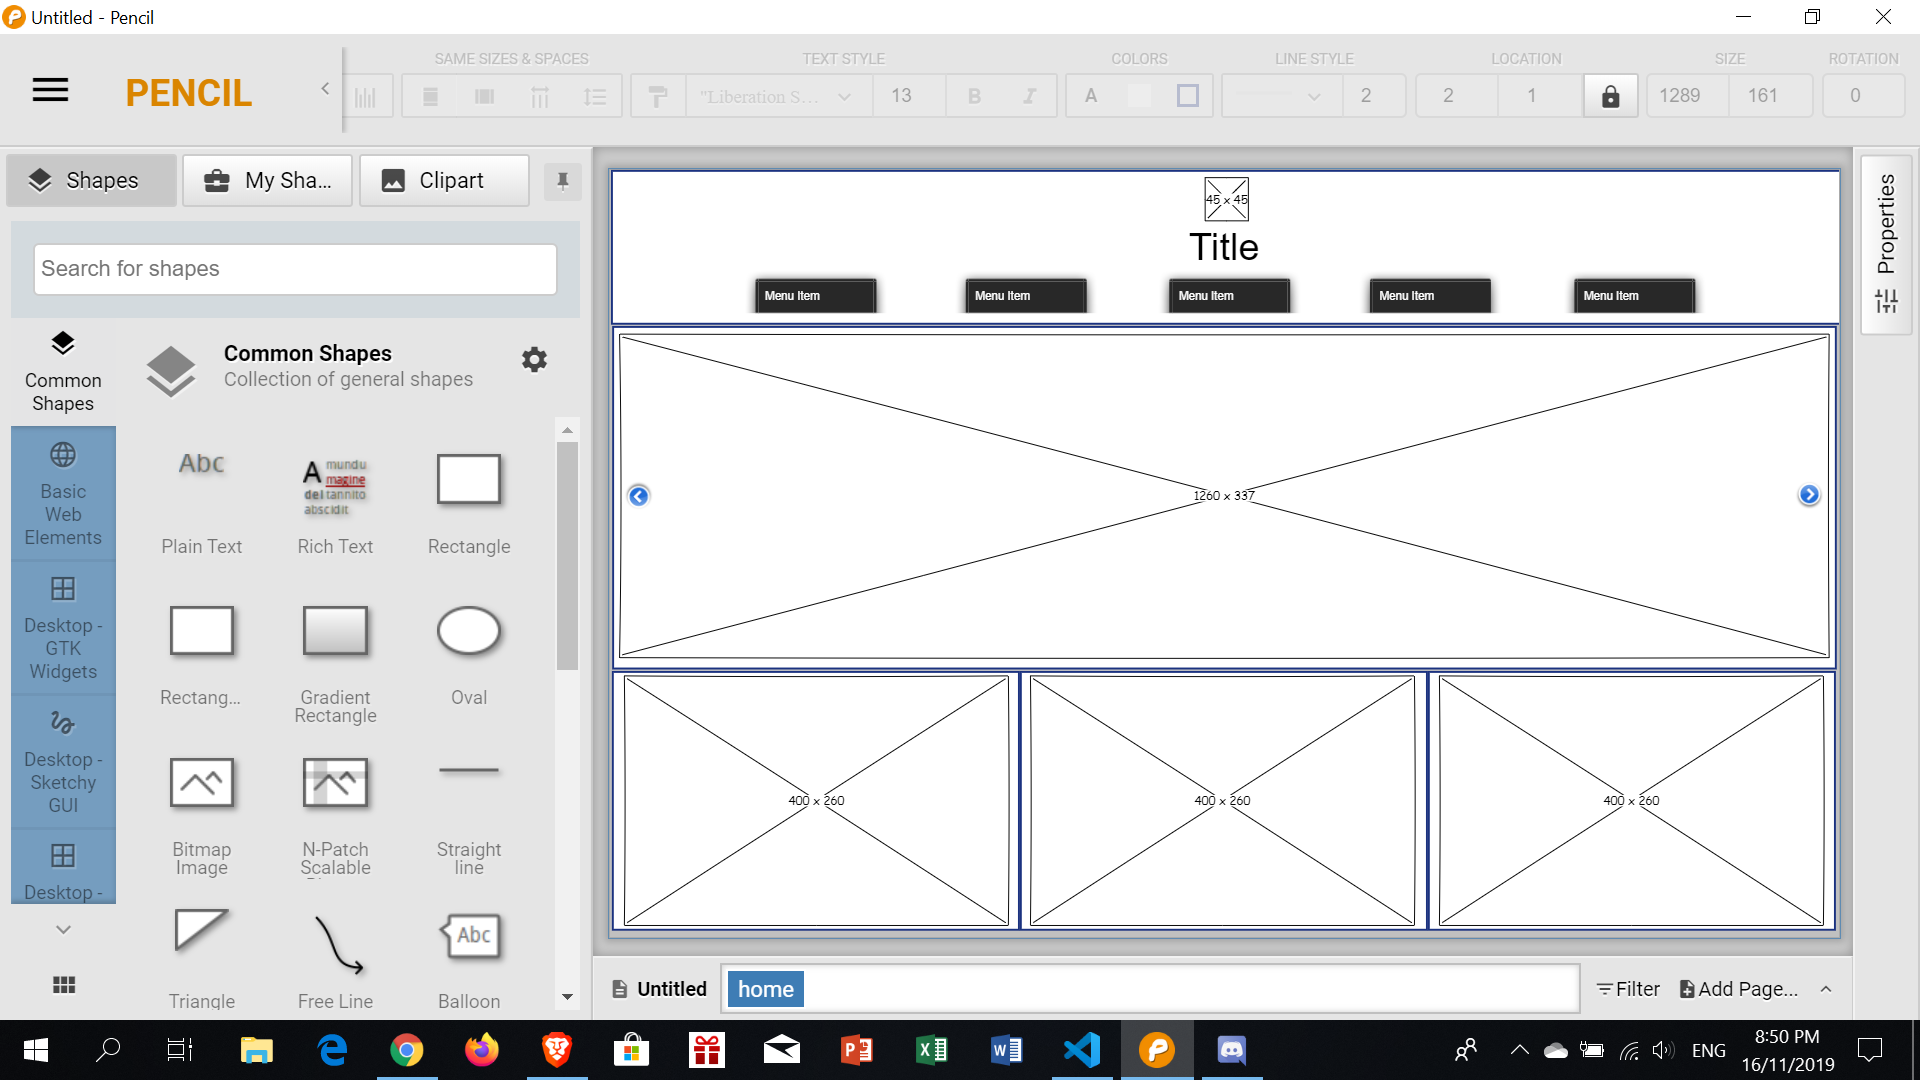 Untitled - Pencil
PENCIL
SAME SIZES & SPACES
TEXT STYLE
COLORS
LINE STYLE
LOCATION
SIZE
ROTATION
"Liberation S...
13
B
I
A
2
2
1
1289
161
0
Shapes
My Sha...
Clipart
Search for shapes
Common
Shapes
Basic
Web
Elements
Desktop -
GTK
Widgets
Desktop -
Sketchy
GUI
Desktop -
Common Shapes
Collection of general shapes
Abc
A mundu
magine
del tannito
abscidit
Plain Text
Rich Text
Rectangle
Rectang...
Gradient
Rectangle
Oval
Bitmap
Image
N-Patch
Scalable
Straight
line
Abc
Triangle
Free Line
Balloon
45 x 45
Title
Menu Item
Menu Item
Menu Item
Menu Item
Menu Item
1260 x 337
400 x 260
400 x 260
400 x 260
Properties
Untitled
home
Filter
Add Page...
ENG
8:50 PM
16/11/2019